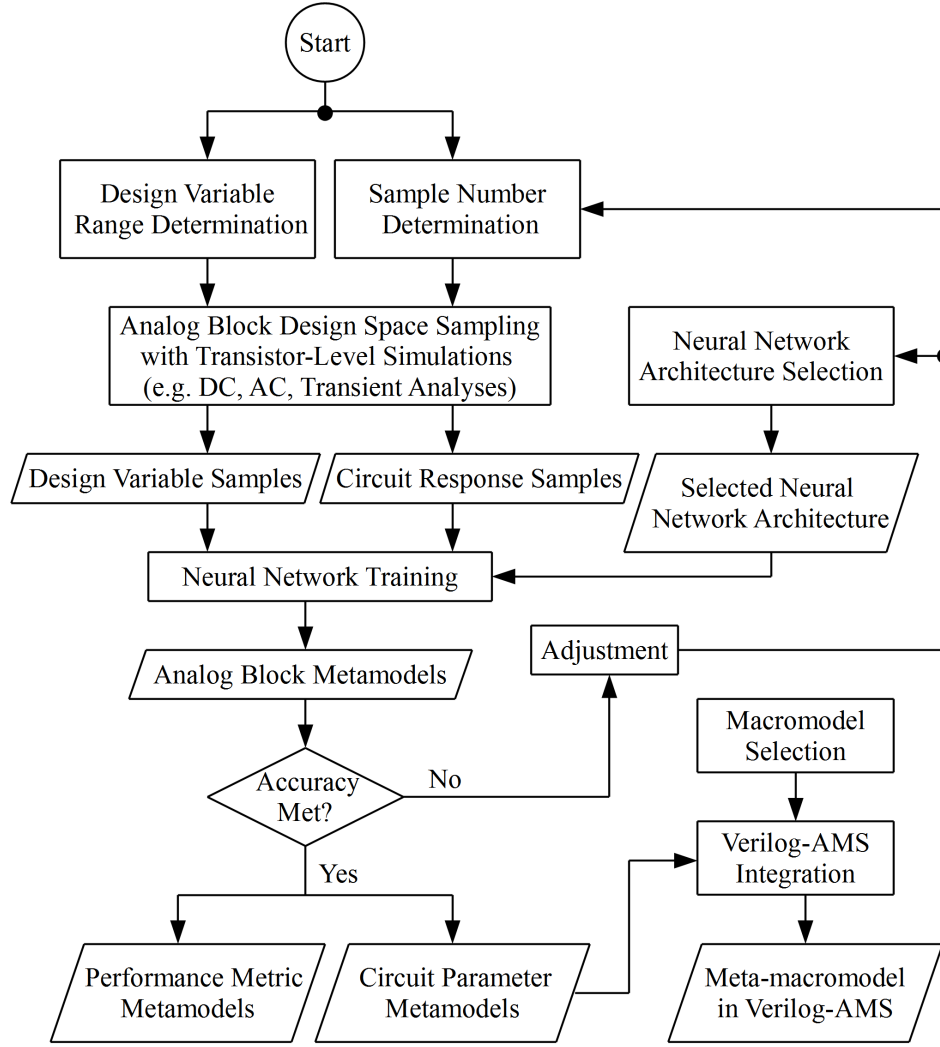 Start
Design Variable
Range Determination
Sample Number
Determination
Analog Block Design Space Sampling
with Transistor-Level Simulations
(e.g. DC, AC, Transient Analyses)
Neural Network
Architecture Selection
Design Variable Samples
Circuit Response Samples
Selected Neural
Network Architecture
Neural Network Training
Adjustment
Analog Block Metamodels
Macromodel
Selection
Accuracy
Met?
No
Verilog-AMS
Integration
Yes
Performance Metric
Metamodels
Circuit Parameter
Metamodels
Meta-macromodel
in Verilog-AMS